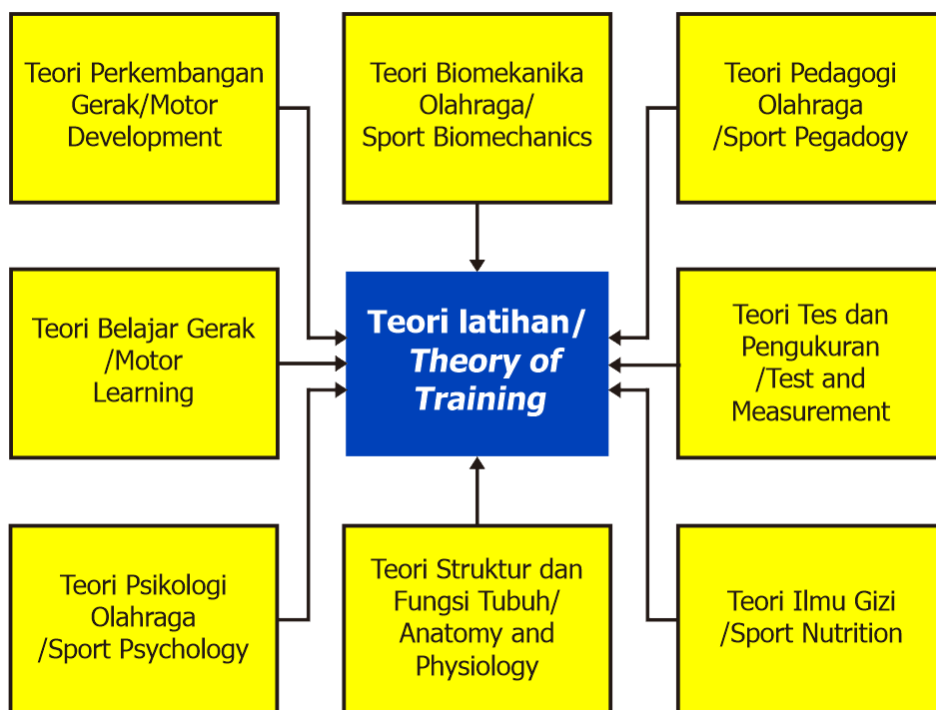 Teori Perkembangan
Gerak/Motor
Development
Teori Biomekanika
Olahraga/
Sport Biomechanics
Teori Pedagogi
Olahraga
/Sport Pegadogy
Teori Belajar Gerak
/Motor
Learning
Teori latihan/
Theory of
Training
Teori Tes dan
Pengukuran
/Test and
Measurement
Teori Psikologi
Olahraga
/Sport Psychology
Teori Struktur dan
Fungsi Tubuh/
Anatomy and
Physiology
Teori Ilmu Gizi
/Sport Nutrition